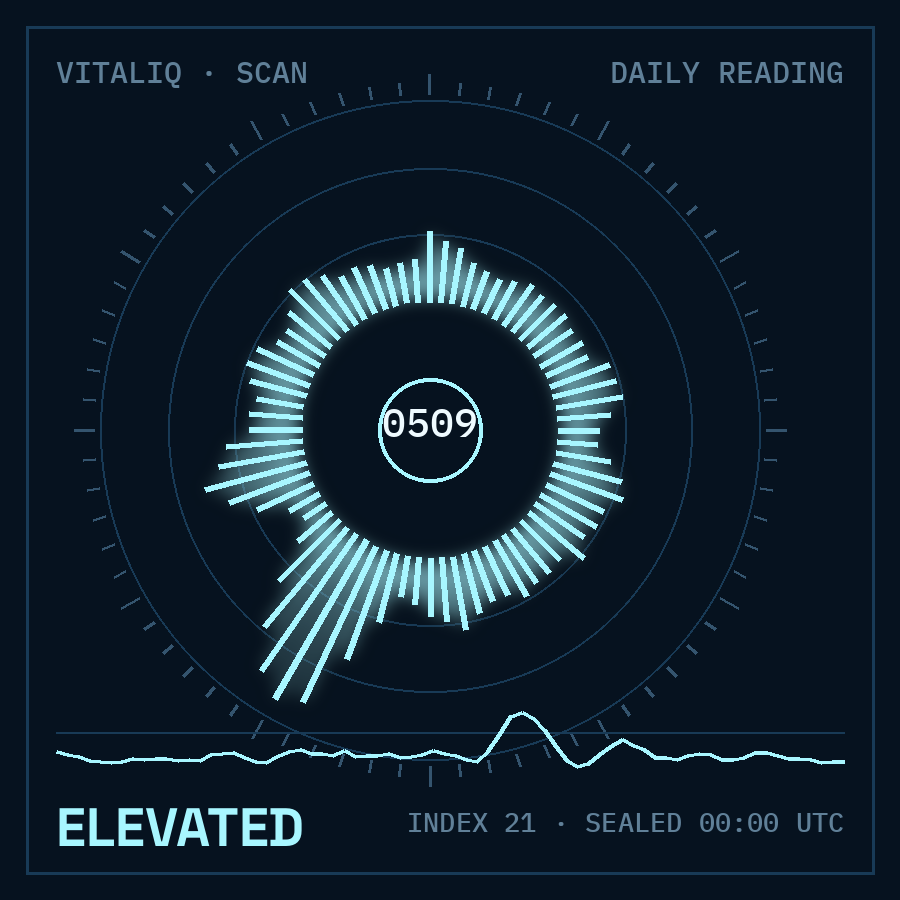 VITALIQ · SCAN
DAILY READING
0509
ELEVATED
INDEX 21 · SEALED 00:00 UTC